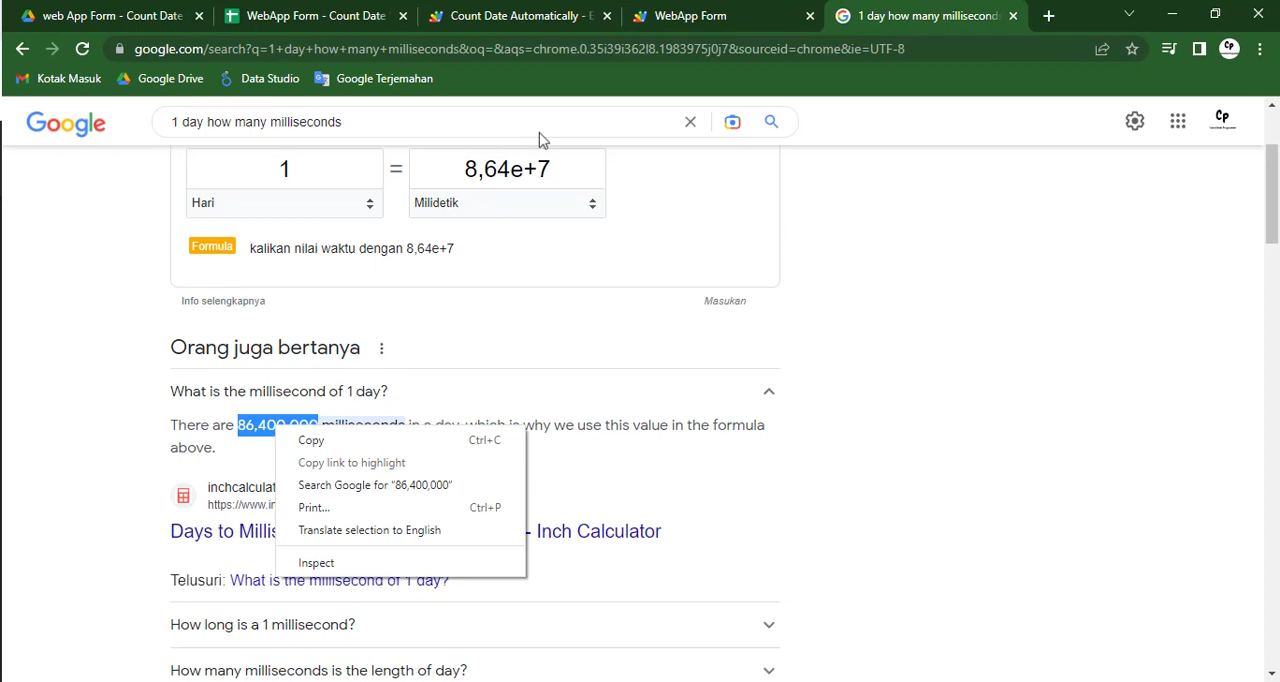 web App Form - Count Date
WebApp Form - Count Date
Count Date Automatically - E
WebApp Form
1 day how many milliseconds
google.com/search?q=1+day+how+many+milliseconds&oq=&aqs=chrome.0.35i39i362l8.1983975j0j7&sourceid=chrome&ie=UTF-8
Kotak Masuk
Google Drive
Data Studio
Google Terjemahan
Google
1 day how many milliseconds
Cp
1
=
8,64e+7
Hari
Milidetik
Formula
kalikan nilai waktu dengan 8,64e+7
Info selengkapnya
Masukan
Orang juga bertanya
What is the millisecond of 1 day?
There are 86,400,000 milliseconds in a day, which is why we use this value in the formula
above.
Copy Ctrl+C
Copy link to highlight
Search Google for “86,400,000”
Print... Ctrl+P
Translate selection to English
Inspect
inchcalculat
https://www.in
Days to Millis - Inch Calculator
Telusuri: What is the millisecond of 1 day?
How long is a 1 millisecond?
How many milliseconds is the length of day?